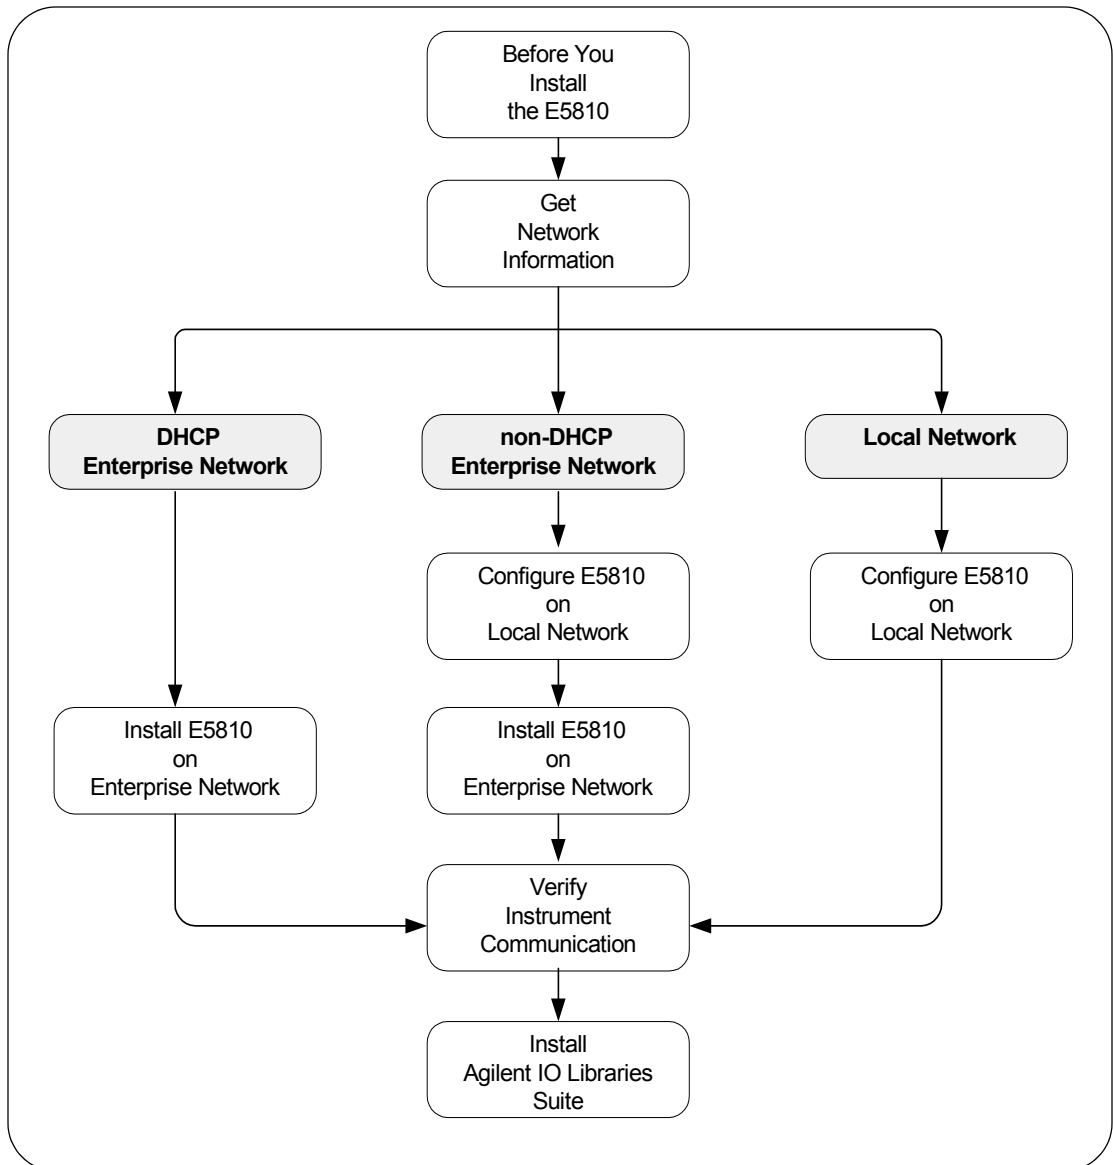 Before You
Install
the E5810
Get
Network
Information
DHCP
Enterprise Network
non-DHCP
Enterprise Network
Local Network
Configure E5810
on
Local Network
Configure E5810
on
Local Network
Install E5810
on
Enterprise Network
Install E5810
on
Enterprise Network
Verify
Instrument
Communication
Install
Agilent IO Libraries
Suite